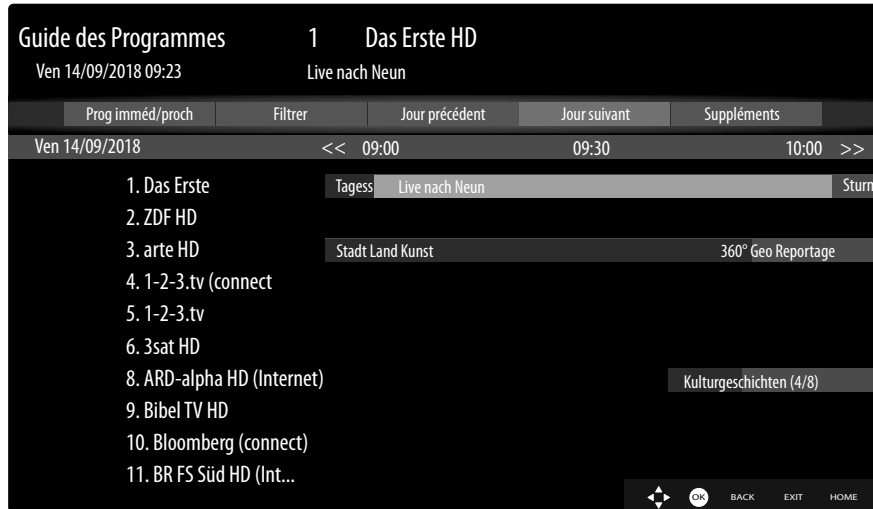 Guide des Programmes 1 Das Erste HD
Ven 14/09/2018 09:23 Live nach Neun
Prog imméd/proch Filtrer Jour précédent Jour suivant Suppléments
Ven 14/09/2018 << 09:00 09:30 10:00 >>
1. Das Erste Tagess Live nach Neun Sturn
2. ZDF HD
3. arte HD Stadt Land Kunst 360° Geo Reportage
4. 1-2-3.tv (connect
5. 1-2-3.tv
6. 3sat HD
8. ARD-alpha HD (Internet) Kulturgeschichten (4/8)
9. Bibel TV HD
10. Bloomberg (connect)
11. BR FS Süd HD (Int...
OK BACK EXIT HOME